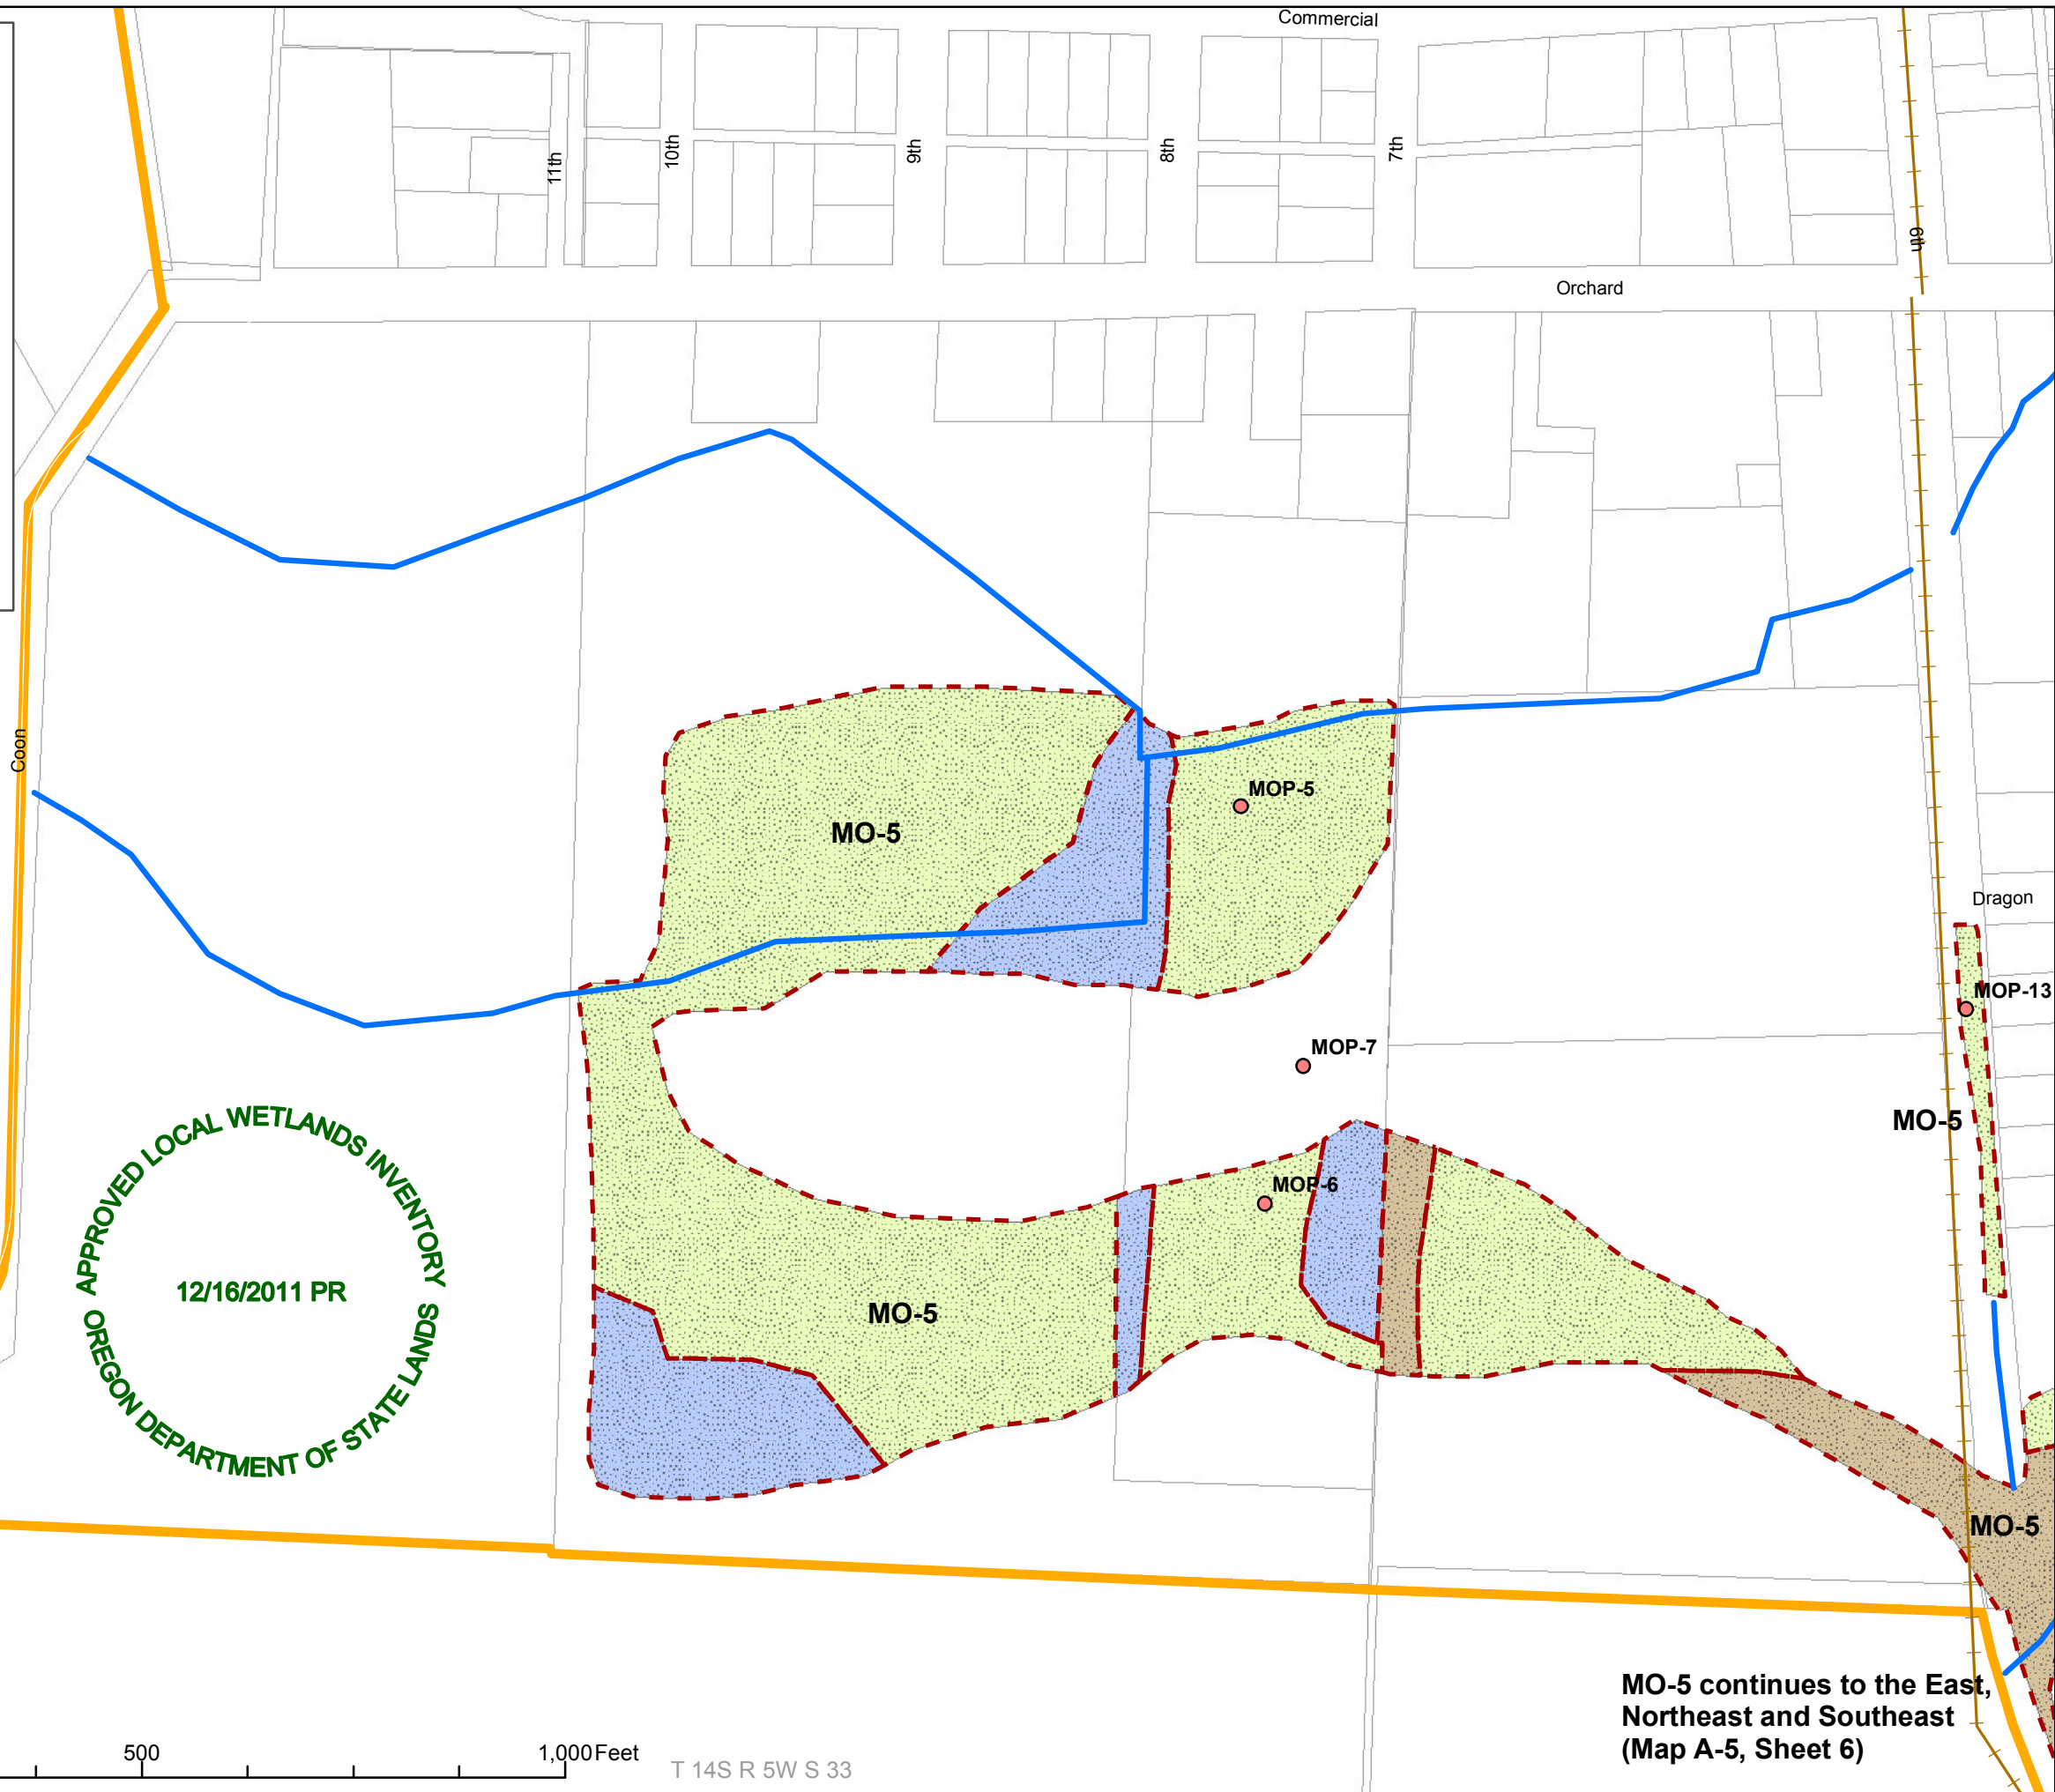 Commercial
11th
10th
9th
8th
7th
6th
Orchard
Coon
MOP-5
MO-5
Dragon
MOP-13
MOP-7
MO-5
MOP-6
MO-5
APPROVED LOCAL WETLANDS INVENTORY
12/16/2011 PR
OREGON DEPARTMENT OF STATE LANDS
MO-5
MO-5 continues to the East,
Northeast and Southeast
(Map A-5, Sheet 6)
500
1,000 Feet
T 14S R 5W S 33